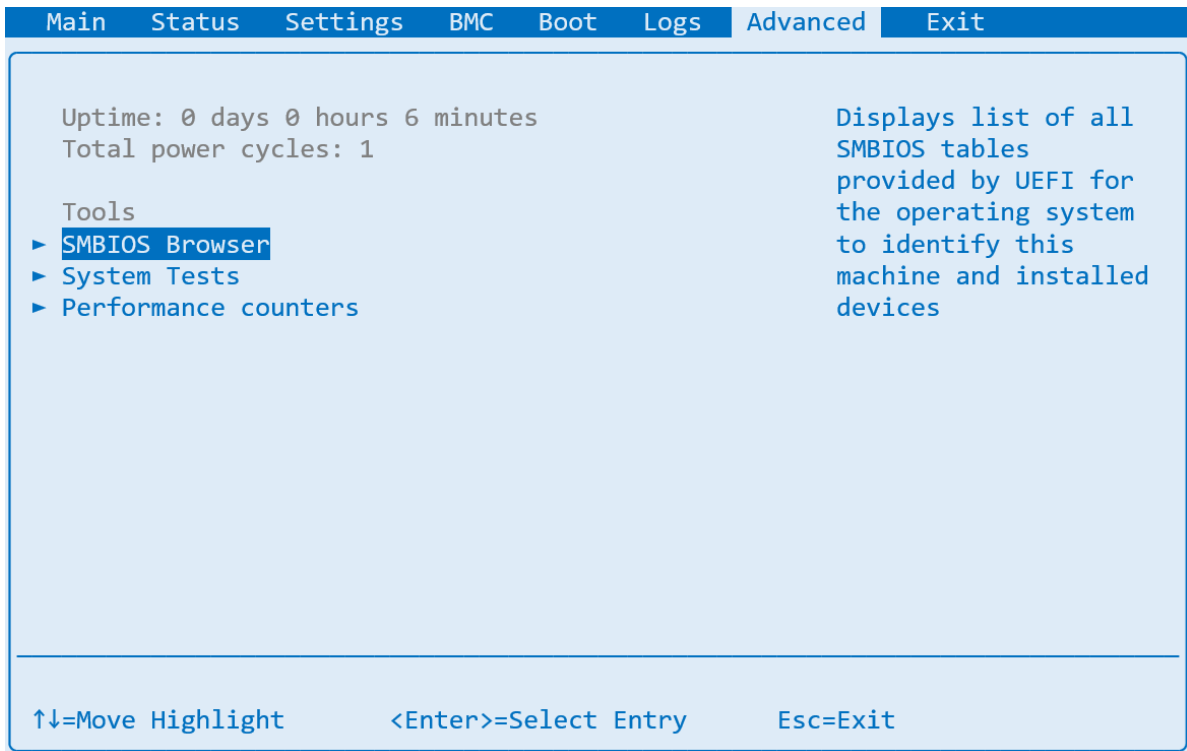 Main Status Settings BMC Boot Logs Advanced Exit
Uptime: 0 days 0 hours 6 minutes
Total power cycles: 1
Tools
► SMBIOS Browser
► System Tests
► Performance counters
Displays list of all
SMBIOS tables
provided by UEFI for
the operating system
to identify this
machine and installed
devices
↑↓=Move Highlight <Enter>=Select Entry Esc=Exit